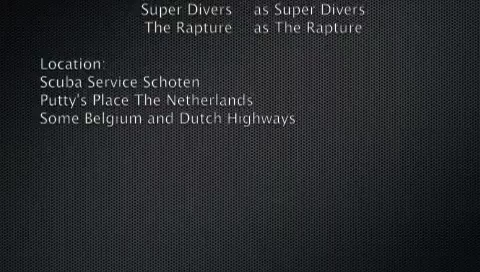 Super Divers as Super Divers
The Rapture as The Rapture
Location:
Scuba Service Schoten
Putty's Place The Netherlands
Some Belgium and Dutch Highways